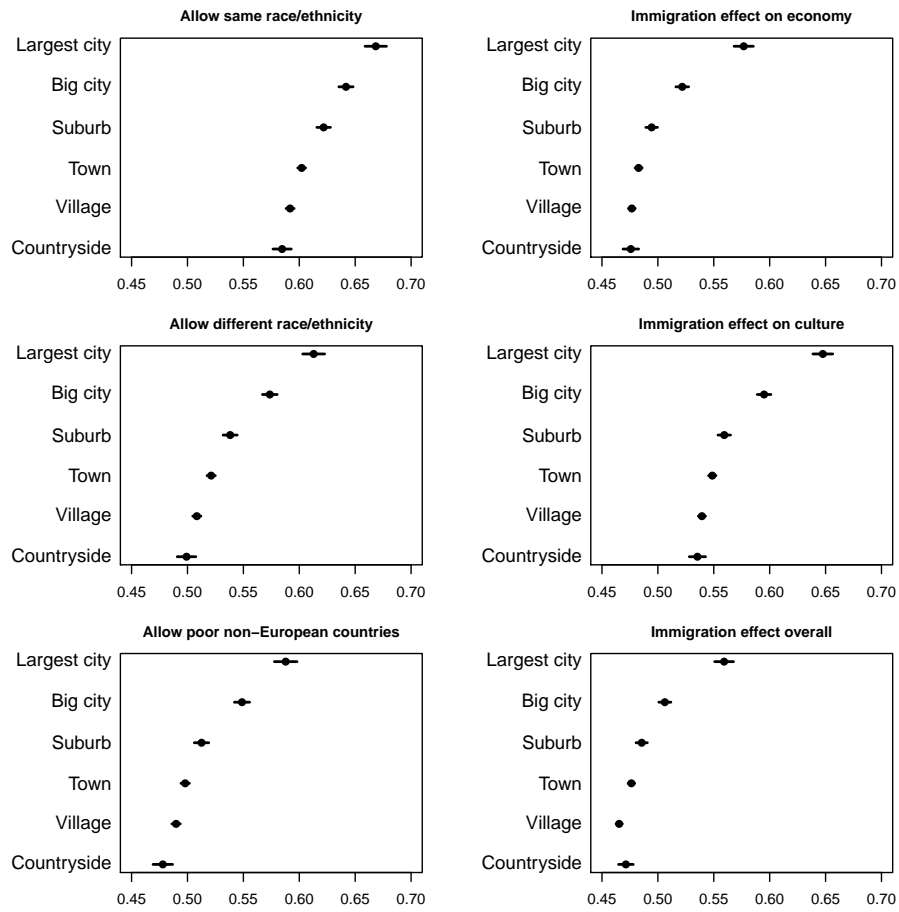 Allow same race/ethnicity
Largest city
Big city
Suburb
Town
Village
Countryside
0.45 0.50 0.55 0.60 0.65 0.70
Immigration effect on economy
Largest city
Big city
Suburb
Town
Village
Countryside
0.45 0.50 0.55 0.60 0.65 0.70
Allow different race/ethnicity
Largest city
Big city
Suburb
Town
Village
Countryside
0.45 0.50 0.55 0.60 0.65 0.70
Immigration effect on culture
Largest city
Big city
Suburb
Town
Village
Countryside
0.45 0.50 0.55 0.60 0.65 0.70
Allow poor non−European countries
Largest city
Big city
Suburb
Town
Village
Countryside
0.45 0.50 0.55 0.60 0.65 0.70
Immigration effect overall
Largest city
Big city
Suburb
Town
Village
Countryside
0.45 0.50 0.55 0.60 0.65 0.70